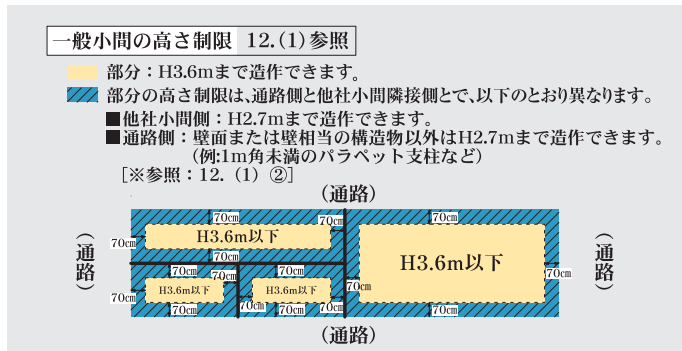 一般小間の高さ制限 12.(1)参照
部分：H3.6mまで造作できます。
部分の高さ制限は、通路側と他社小間隣接側とで、以下のとおり異なります。
■他社小間側：H2.7mまで造作できます。
■通路側：壁面または壁相当の構造物以外はH2.7mまで造作できます。
（例:1m角未満のパラペット支柱など）
［※参照：12.（1）②］
（通路）
70cm
70cm
70cm
（通路）
70cm
H3.6m以下
70cm
H3.6m以下
（通路）
70cm
70cm
70cm
70cm
70cm
H3.6m以下
H3.6m以下
70cm
70cm
70cm
70cm
70cm
70cm
（通路）